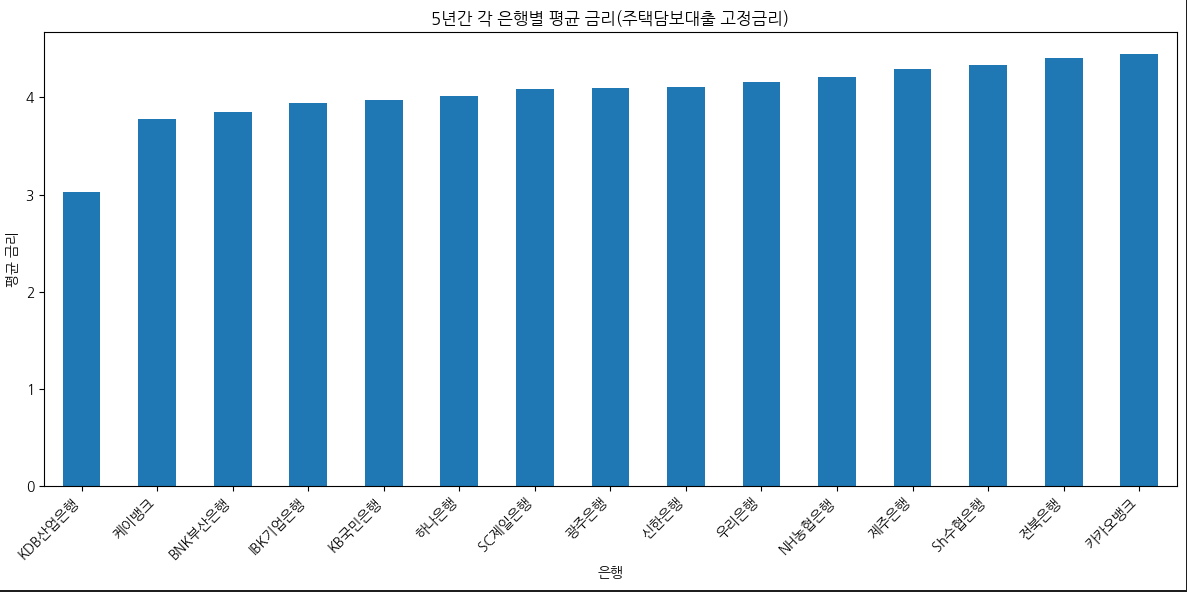 5년간 각 은행별 평균 금리(주택담보대출 고정금리)
평균 금리
4
3
2
1
0
KDB산업은행
케이뱅크
BNK부산은행
IBK기업은행
KB국민은행
하나은행
SC제일은행
광주은행
신한은행
우리은행
NH농협은행
제주은행
Sh수협은행
전북은행
카카오뱅크
은행